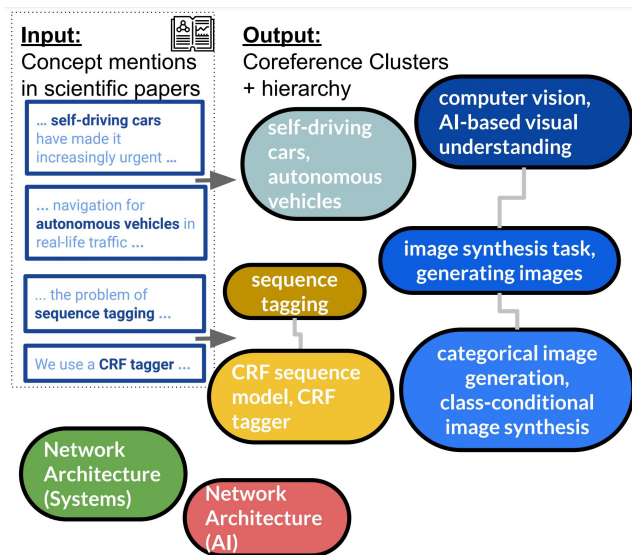 Input:
Concept mentions
in scientific papers
... self-driving cars
have made it
increasingly urgent ...
... navigation for
autonomous vehicles in
real-life traffic ...
... the problem of
sequence tagging ...
We use a CRF tagger ...
Output:
Coreference Clusters
+ hierarchy
self-driving
cars,
autonomous
vehicles
computer vision,
AI-based visual
understanding
sequence
tagging
image synthesis task,
generating images
CRF sequence
model, CRF
tagger
categorical image
generation,
class-conditional
image synthesis
Network
Architecture
(Systems)
Network
Architecture
(AI)